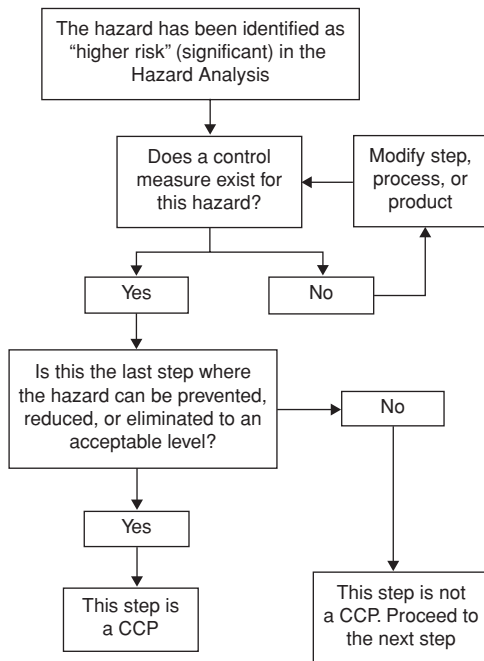 The hazard has been identified as
“higher risk” (significant) in the
Hazard Analysis
Does a control
measure exist for
this hazard?
Modify step,
process, or
product
Yes
No
Is this the last step where
the hazard can be prevented,
reduced, or eliminated to an
acceptable level?
No
Yes
This step is
a CCP
This step is not
a CCP. Proceed to
the next step